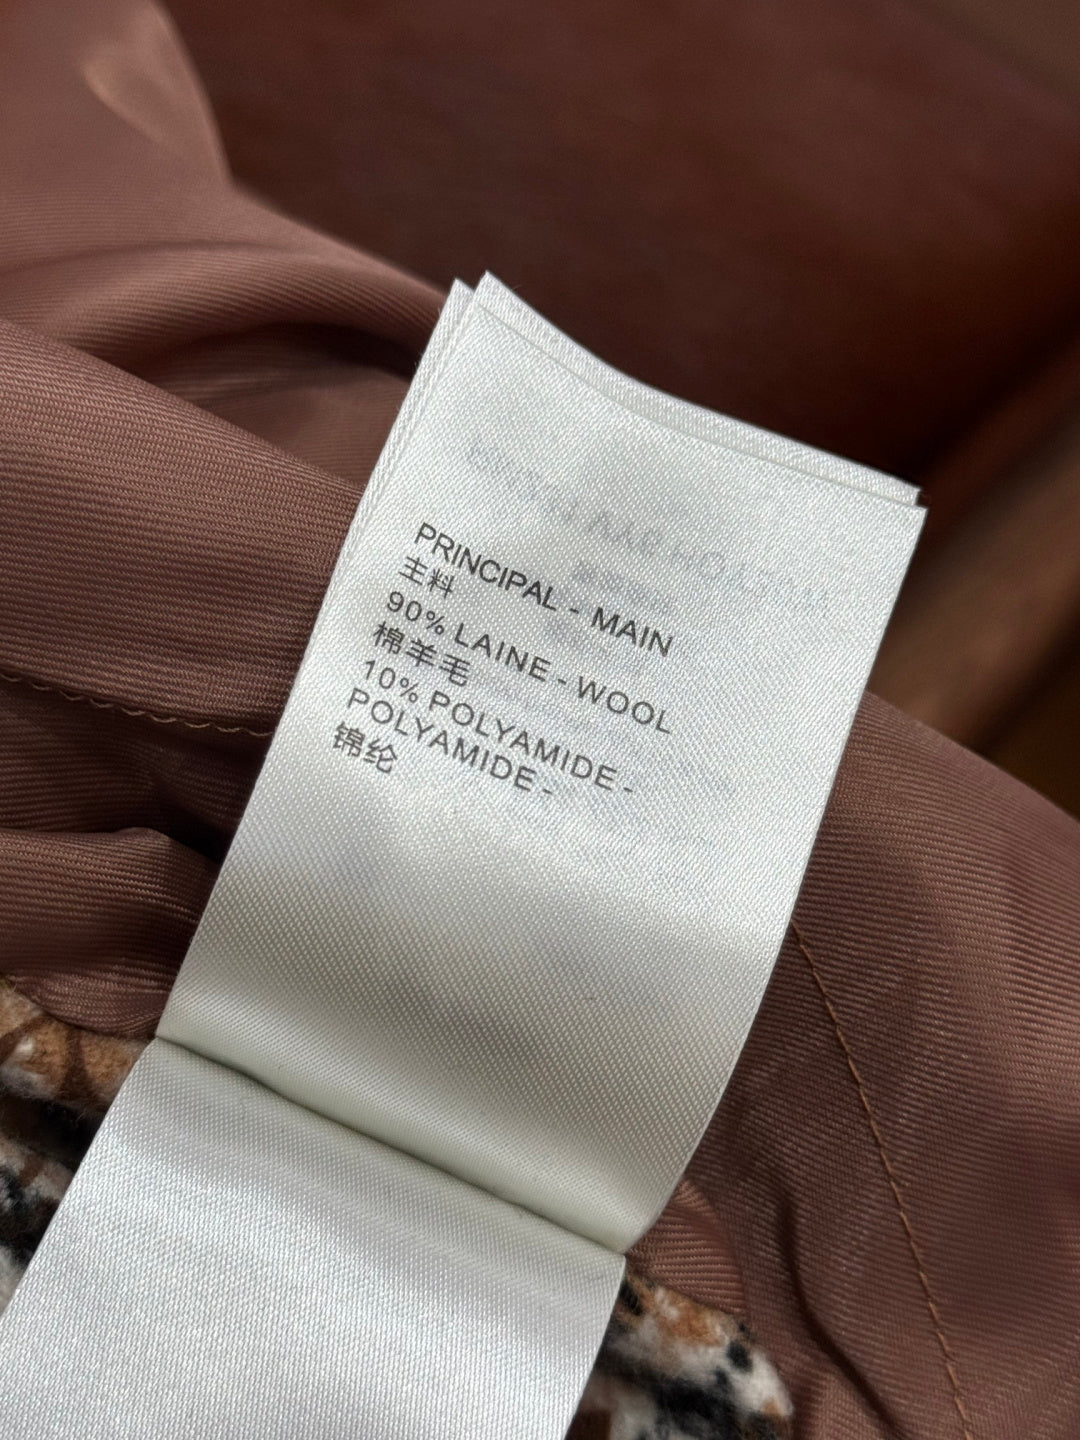 PRINCIPAL - MAIN
主料
90% LAINE - WOOL
棉羊毛
10% POLYAMIDE -
POLYAMIDE -
锦纶